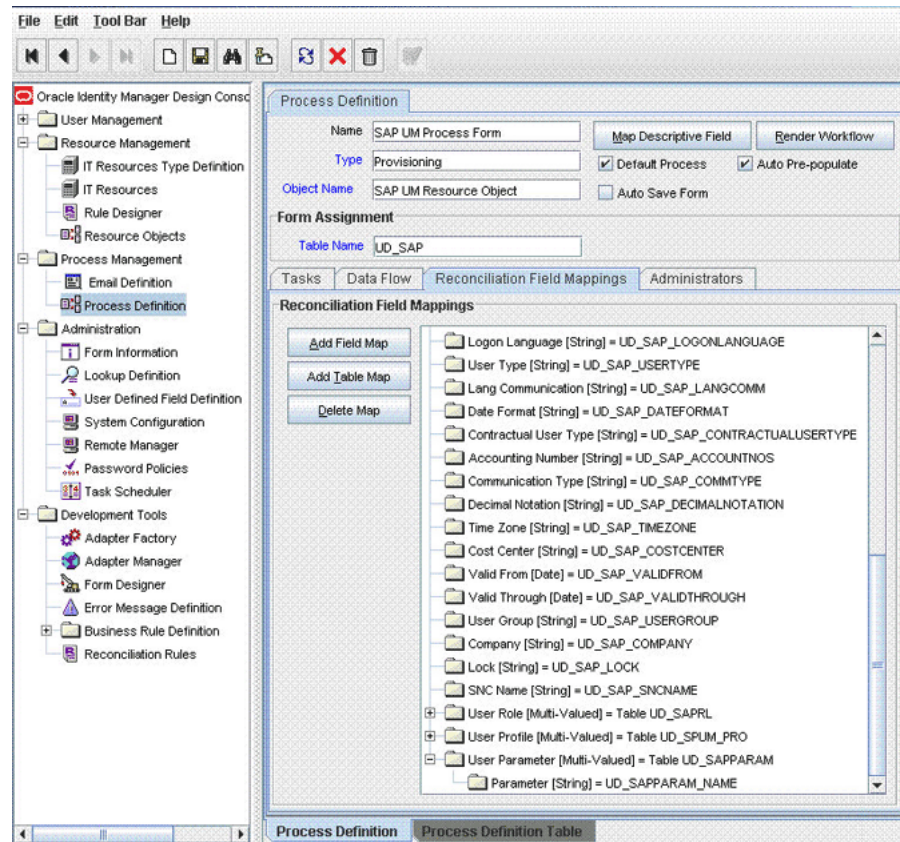 File Edit Tool Bar Help
Oracle Identity Manager Design Consc
User Management
Resource Management
IT Resources Type Definition
IT Resources
Rule Designer
Resource Objects
Process Management
Email Definition
Process Definition
Administration
Form Information
Lookup Definition
User Defined Field Definition
System Configuration
Remote Manager
Password Policies
Task Scheduler
Development Tools
Adapter Factory
Adapter Manager
Form Designer
Error Message Definition
Business Rule Definition
Reconciliation Rules
Process Definition
Name SAP UM Process Form Map Descriptive Field Render Workflow
Type Provisioning Default Process Auto Pre-populate
Object Name SAP UM Resource Object Auto Save Form
Form Assignment
Table Name UD_SAP
Tasks Data Flow Reconciliation Field Mappings Administrators
Reconciliation Field Mappings
Add Field Map
Add Table Map
Delete Map
Logon Language [String] = UD_SAP_LOGONLANGUAGE
User Type [String] = UD_SAP_USERTYPE
Lang Communication [String] = UD_SAP_LANGCOMM
Date Format [String] = UD_SAP_DATEFORMAT
Contractual User Type [String] = UD_SAP_CONTRACTUALUSERTYPE
Accounting Number [String] = UD_SAP_ACCOUNTNOS
Communication Type [String] = UD_SAP_COMMTYPE
Decimal Notation [String] = UD_SAP_DECIMALNOTATION
Time Zone [String] = UD_SAP_TIMEZONE
Cost Center [String] = UD_SAP_COSTCENTER
Valid From [Date] = UD_SAP_VALIDFROM
Valid Through [Date] = UD_SAP_VALIDTHROUGH
User Group [String] = UD_SAP_USERGROUP
Company [String] = UD_SAP_COMPANY
Lock [String] = UD_SAP_LOCK
SNC Name [String] = UD_SAP_SNCNAME
User Role [Multi-Valued] = Table UD_SAPRL
User Profile [Multi-Valued] = Table UD_SPUM_PRO
User Parameter [Multi-Valued] = Table UD_SAPPARAM
Parameter [String] = UD_SAPPARAM_NAME
Process Definition Process Definition Table